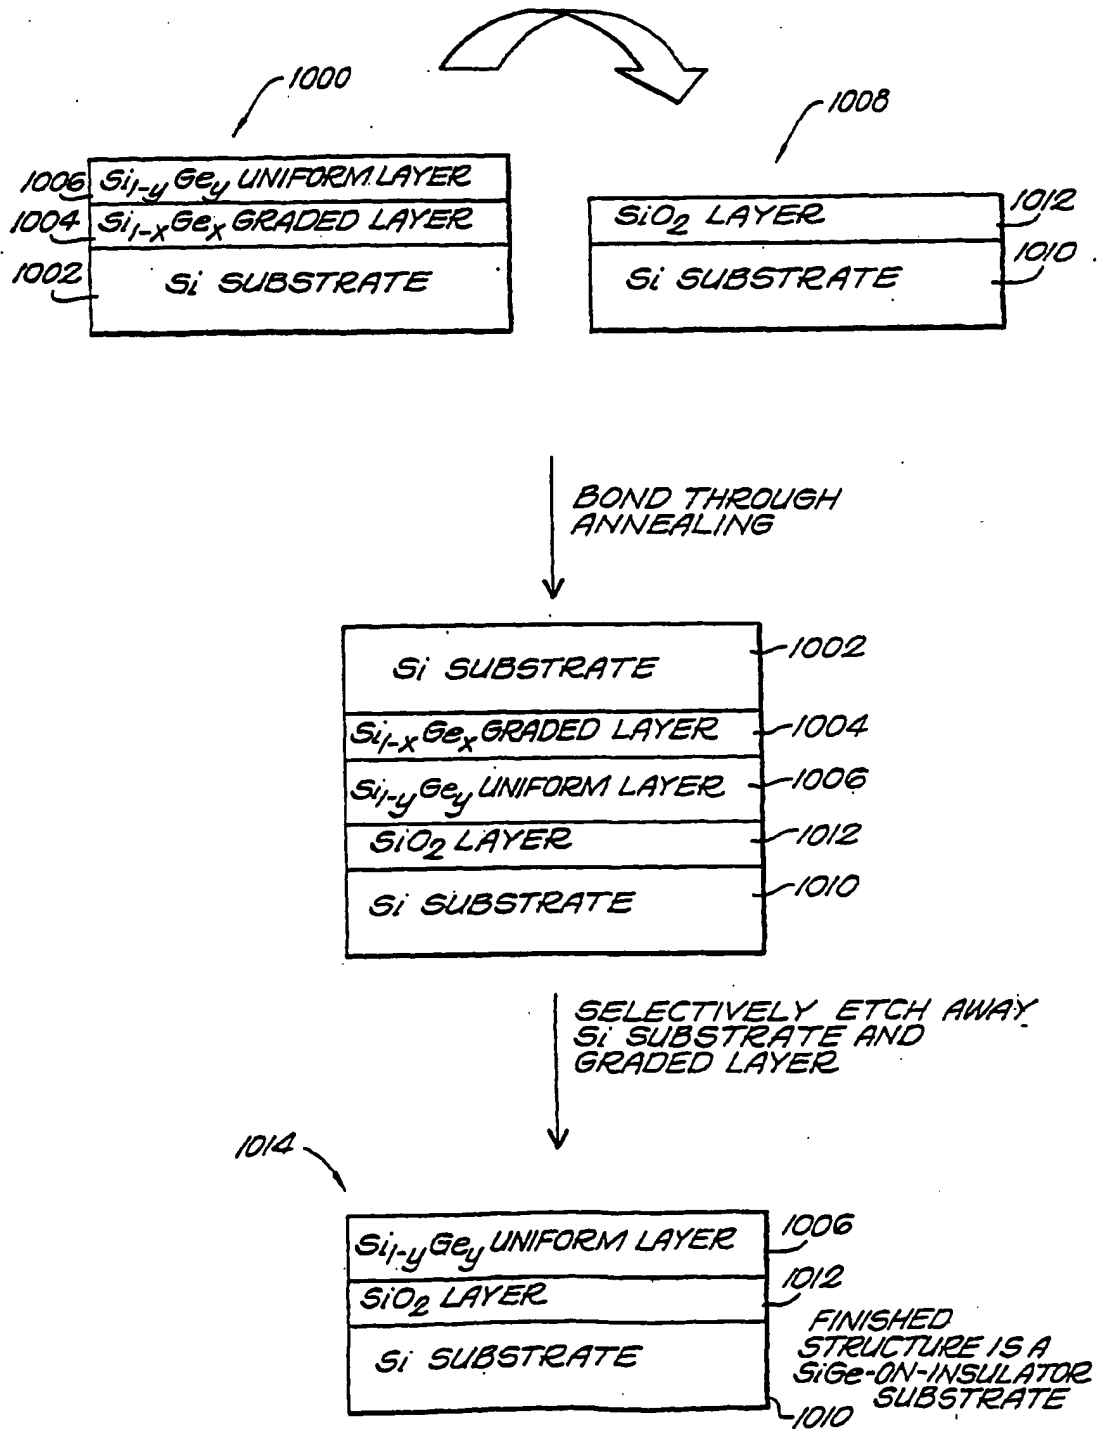 1000
1008
1006 Si1-y Gey UNIFORM LAYER
1004 Si1-x Gex GRADED LAYER
1002 Si SUBSTRATE
SiO2 LAYER 1012
Si SUBSTRATE 1010
BOND THROUGH
ANNEALING
Si SUBSTRATE 1002
Si1-x Gex GRADED LAYER 1004
Si1-y Gey UNIFORM LAYER 1006
SiO2 LAYER 1012
Si SUBSTRATE 1010
SELECTIVELY ETCH AWAY
Si SUBSTRATE AND
GRADED LAYER
1014
Si1-y Gey UNIFORM LAYER 1006
SiO2 LAYER 1012
Si SUBSTRATE 1010
FINISHED
STRUCTURE IS A
SiGe-ON-INSULATOR
SUBSTRATE